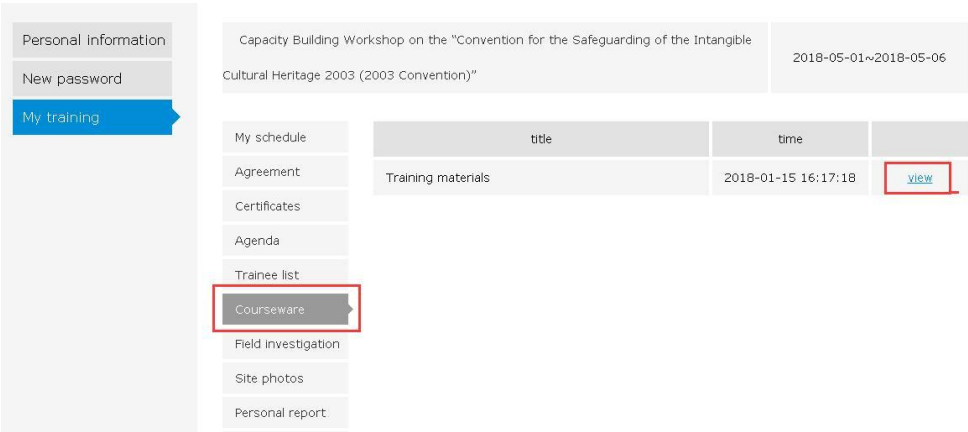 Personal information
New password
My training
Capacity Building Workshop on the "Convention for the Safeguarding of the Intangible
Cultural Heritage 2003 (2003 Convention)"
2018-05-01~2018-05-06
My schedule
Agreement
Certificates
Agenda
Trainee list
Courseware
Field investigation
Site photos
Personal report
title time
Training materials 2018-01-15 16:17:18 view